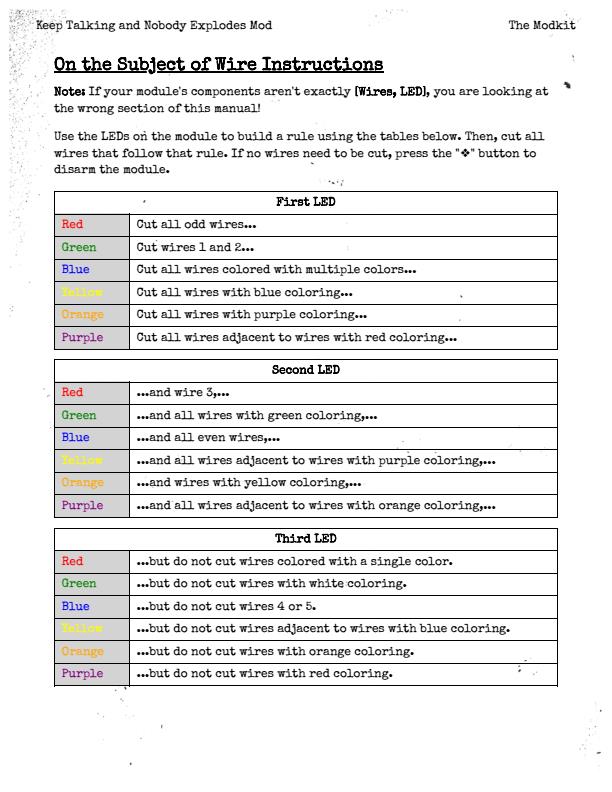 Keep Talking and Nobody Explodes Mod The Modkit
On the Subject of Wire Instructions
Note: If your module's components aren't exactly [Wires, LED], you are looking at
the wrong section of this manual!
Use the LEDs on the module to build a rule using the tables below. Then, cut all
wires that follow that rule. If no wires need to be cut, press the "❖" button to
disarm the module.
First LED
Red Cut all odd wires...
Green Cut wires 1 and 2...
Blue Cut all wires colored with multiple colors...
Yellow Cut all wires with blue coloring...
Orange Cut all wires with purple coloring...
Purple Cut all wires adjacent to wires with red coloring...
Second LED
Red ...and wire 3,...
Green ...and all wires with green coloring,...
Blue ...and all even wires,...
Yellow ...and all wires adjacent to wires with purple coloring,...
Orange ...and wires with yellow coloring,...
Purple ...and all wires adjacent to wires with orange coloring,...
Third LED
Red ...but do not cut wires colored with a single color.
Green ...but do not cut wires with white coloring.
Blue ...but do not cut wires 4 or 5.
Yellow ...but do not cut wires adjacent to wires with blue coloring.
Orange ...but do not cut wires with orange coloring.
Purple ...but do not cut wires with red coloring.